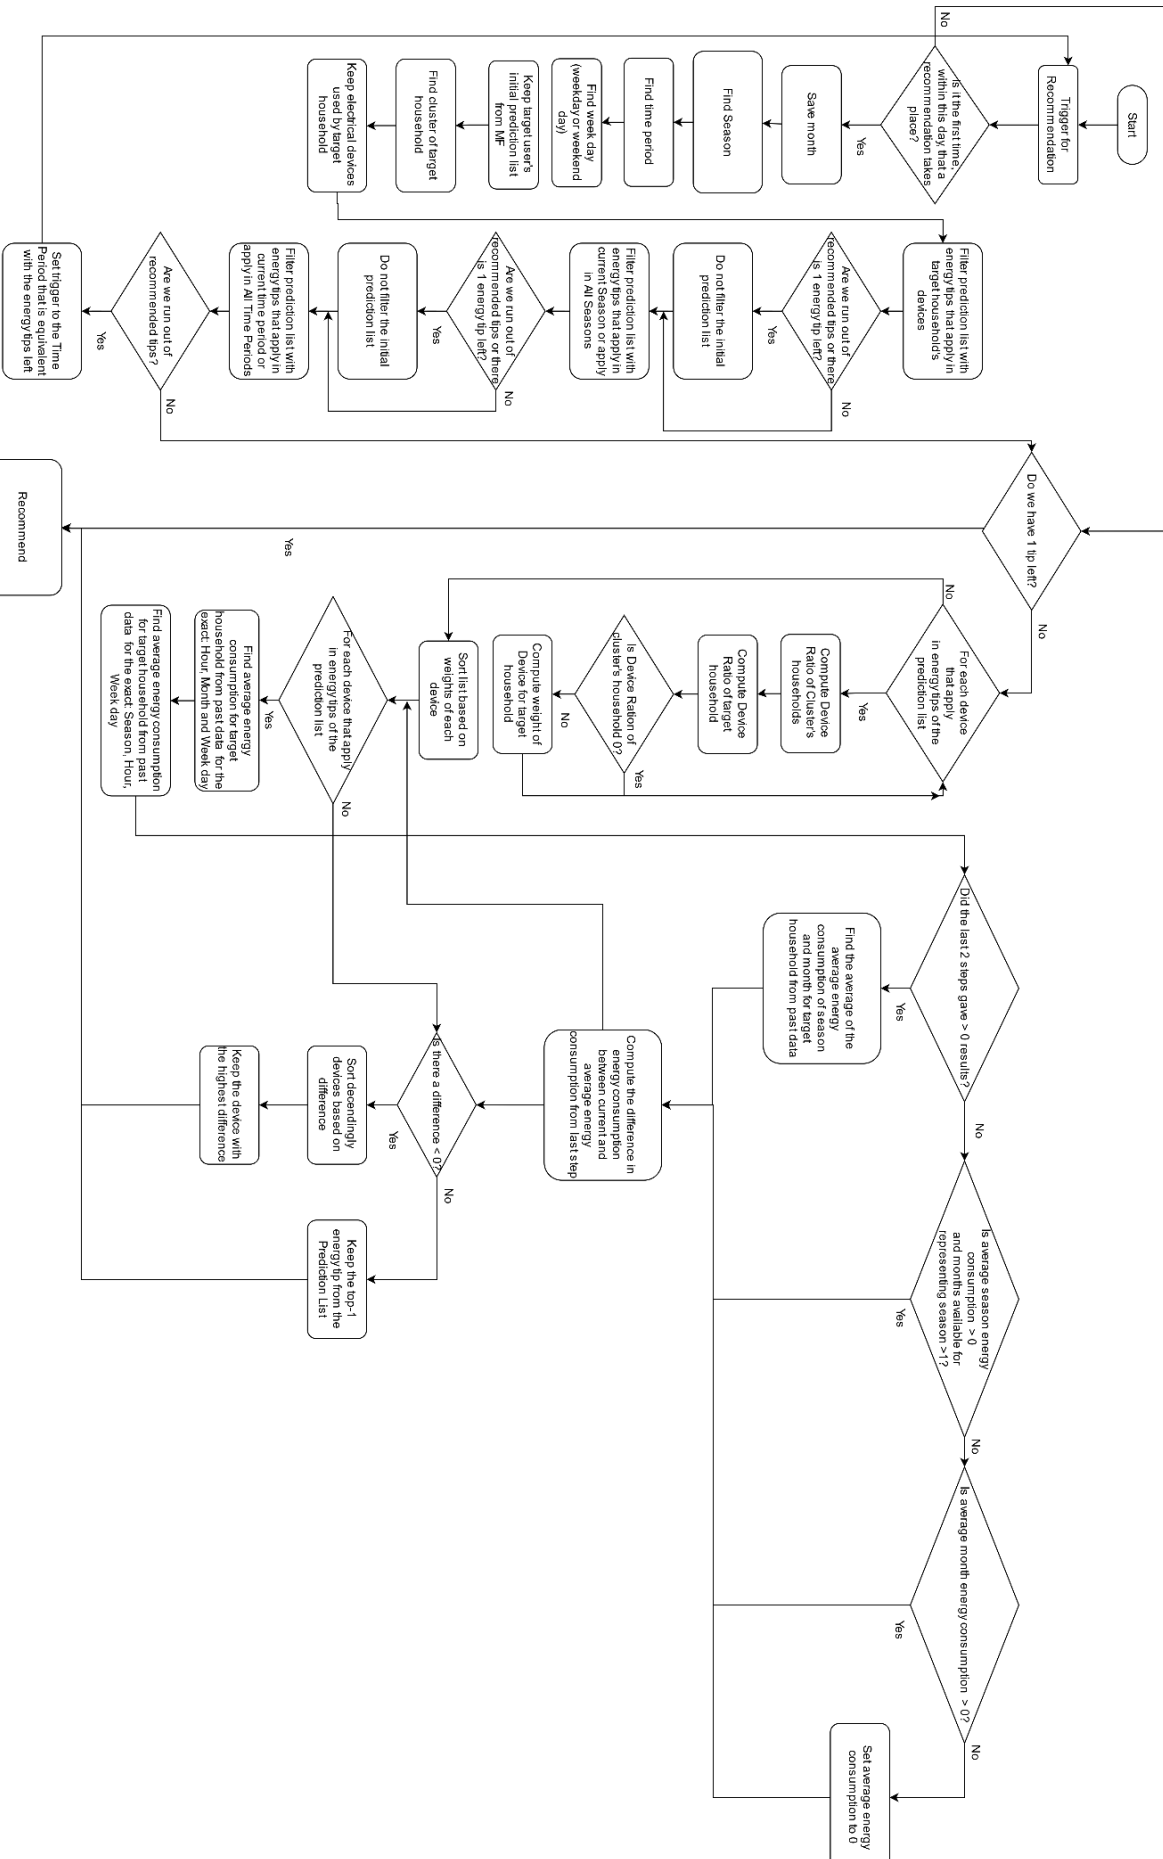 Start
Trigger for
Recommendation
No
Is it the first time,
within this day, that a
recommendation takes
place?
Yes
Save month
Find Season
Find time period
Find week day
(weekday or weekend
day)
Keep target user's
initial prediction list
from MF
Find cluster of target
household
Keep electrical devices
used by target
household
Filter prediction list with
energy tips that apply in
target household's
devices
Are we run out of
recommended tips or there
is 1 energy tip left?
No
Yes
Do not filter the initial
prediction list
Filter prediction list with
energy tips that apply in
current Season or apply
in All Seasons
Are we run out of
recommended tips or there
is 1 energy tip left?
No
Yes
Do not filter the initial
prediction list
Filter prediction list with
energy tips that apply in
current time period or
apply in All Time Periods
Are we run out of
recommended tips?
No
Yes
Set trigger to the Time
Period that is equivalent
with the energy tips left
Do we have 1 tip left?
No
Yes
Recommend
For each device
that apply
in energy tips of the
prediction list
No
Yes
Compute Device
Ratio of Cluster's
households
Compute Device
Ratio of target
household
Is Device Ration of
cluster's household 0?
Yes
No
Compute weight of
Device for target
household
Sort list based on
weights of each
device
For each device that apply
in energy tips of the
prediction list
No
Yes
Find average energy
consumption for target
household from past data for the
exact: Hour, Month and Week day
Find average energy consumption
for target household from past
data for the exact: Season, Hour,
Week day
Did the last 2 steps gave > 0 results?
No
Yes
Find the average of the
average energy
consumption of season
and month for target
household from past data
Is average season energy
consumption > 0
and months available for
representing season >1?
No
Yes
Is average month energy consumption > 0?
No
Yes
Set average energy
consumption to 0
Compute the difference in
energy consumption
between current and
average energy
consumption from last step
Is there a difference < 0?
No
Yes
Sort decendingly
devices based on
difference
Keep the device with
the highest difference
Keep the top-1
energy tip from the
Prediction List